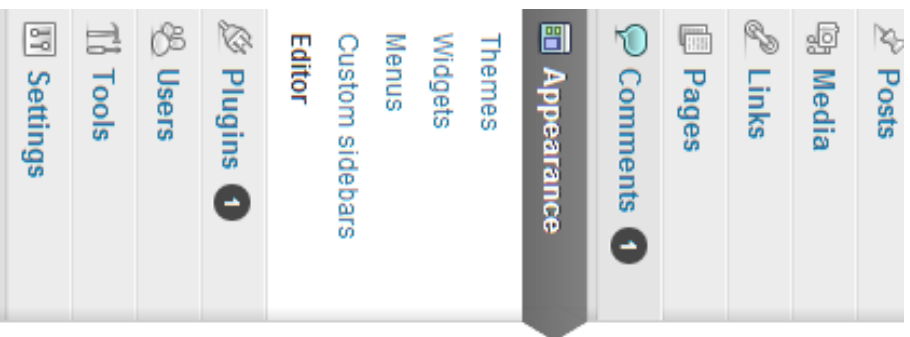 Posts
Media
Links
Pages
Comments 1
Appearance
Themes
Widgets
Menus
Custom sidebars
Editor
Plugins 1
Users
Tools
Settings